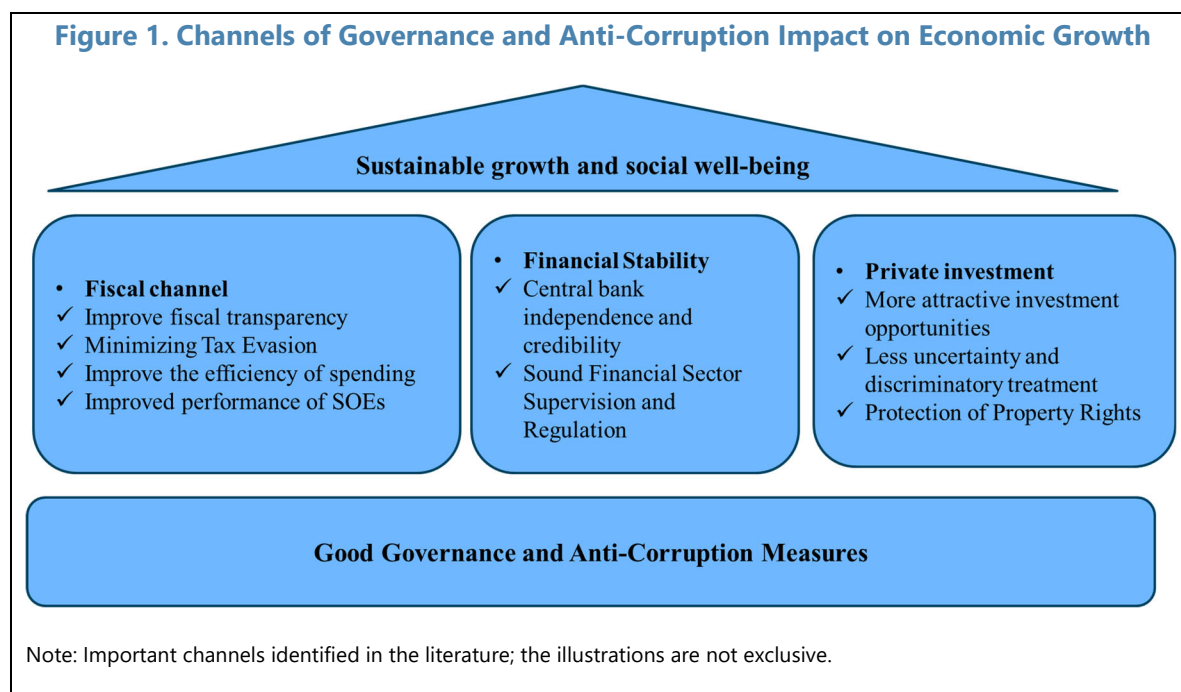 Figure 1. Channels of Governance and Anti-Corruption Impact on Economic Growth
Sustainable growth and social well-being
• Fiscal channel
✓ Improve fiscal transparency
✓ Minimizing Tax Evasion
✓ Improve the efficiency of spending
✓ Improved performance of SOEs
• Financial Stability
✓ Central bank
independence and
credibility
✓ Sound Financial Sector
Supervision and
Regulation
• Private investment
✓ More attractive investment
opportunities
✓ Less uncertainty and
discriminatory treatment
✓ Protection of Property Rights
Good Governance and Anti-Corruption Measures
Note: Important channels identified in the literature; the illustrations are not exclusive.